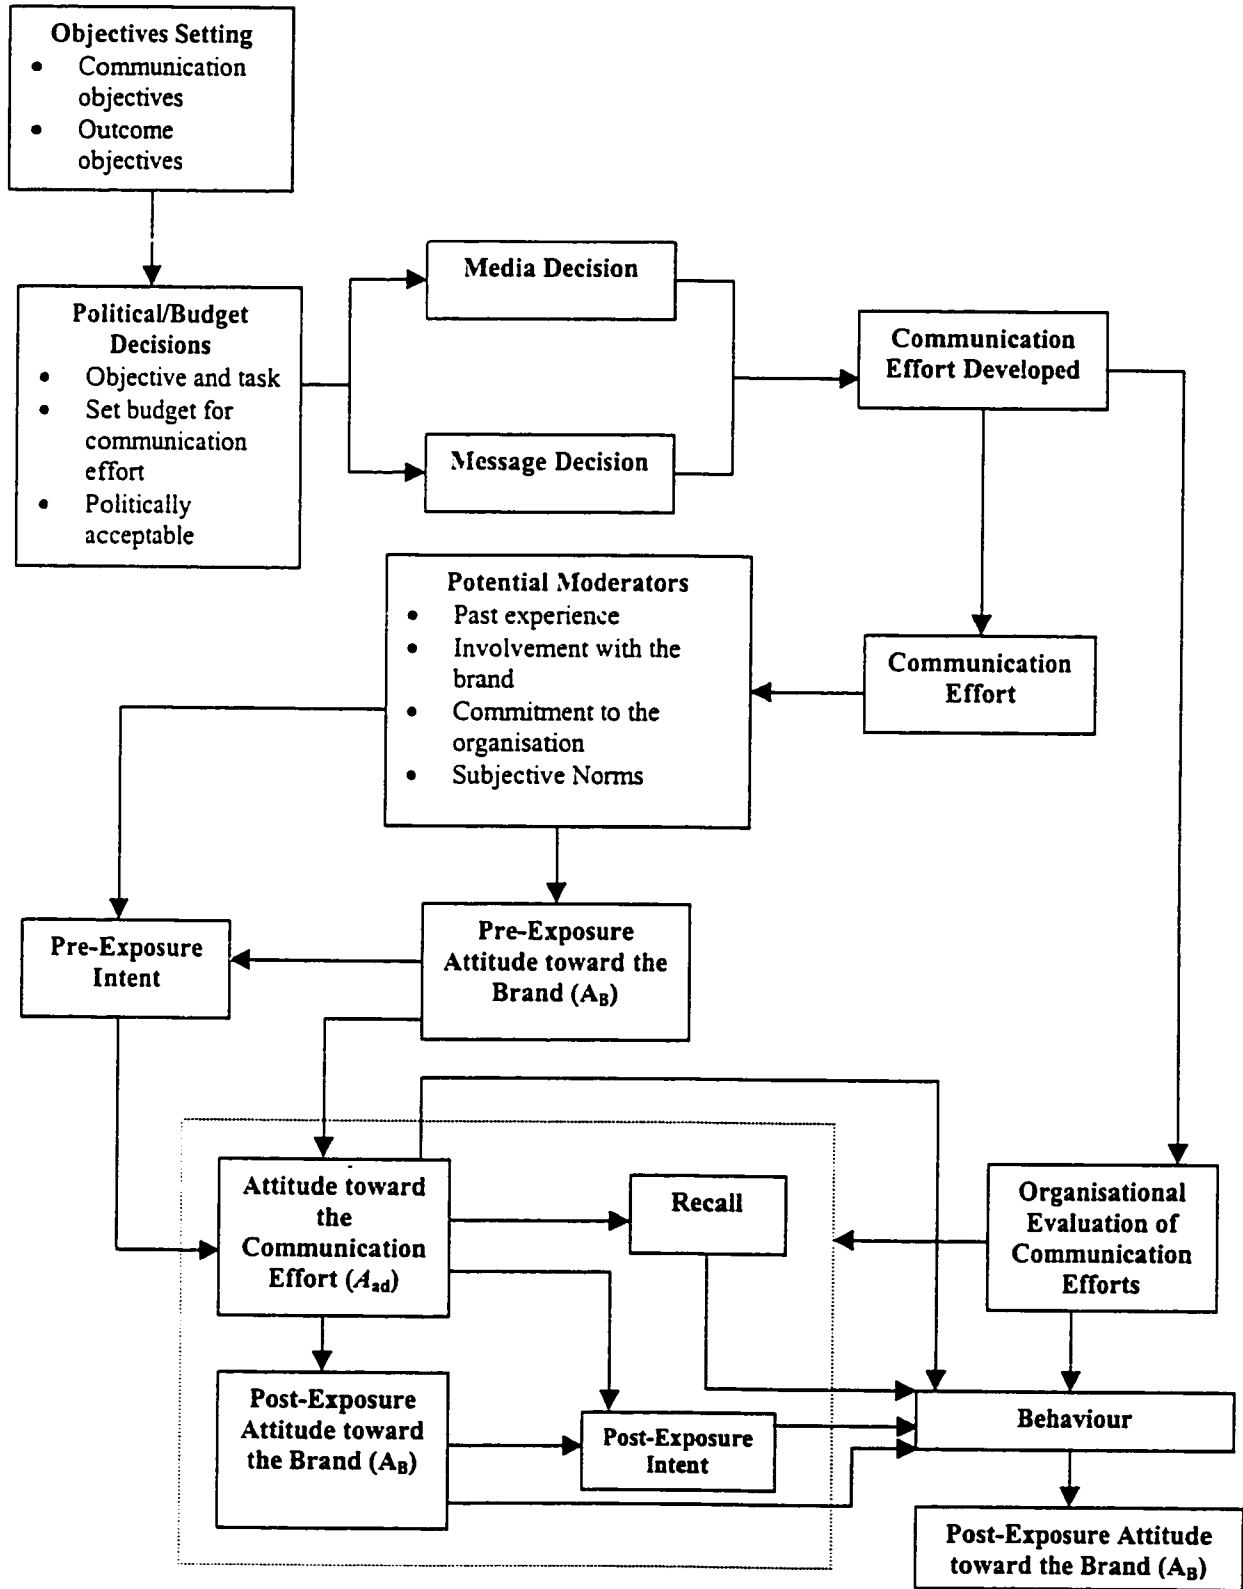 Objectives Setting
• Communication
objectives
• Outcome
objectives
Media Decision
Political/Budget
Decisions
• Objective and task
• Set budget for
communication
effort
• Politically
acceptable
Communication
Effort Developed
Message Decision
Potential Moderators
• Past experience
• Involvement with the
brand
• Commitment to the
organisation
• Subjective Norms
Communication
Effort
Pre-Exposure
Intent
Pre-Exposure
Attitude toward the
Brand (A_B)
Attitude toward
the
Communication
Effort (A_ad)
Recall
Organisational
Evaluation of
Communication
Efforts
Post-Exposure
Attitude toward
the Brand (A_B)
Post-Exposure
Intent
Behaviour
Post-Exposure Attitude
toward the Brand (A_B)